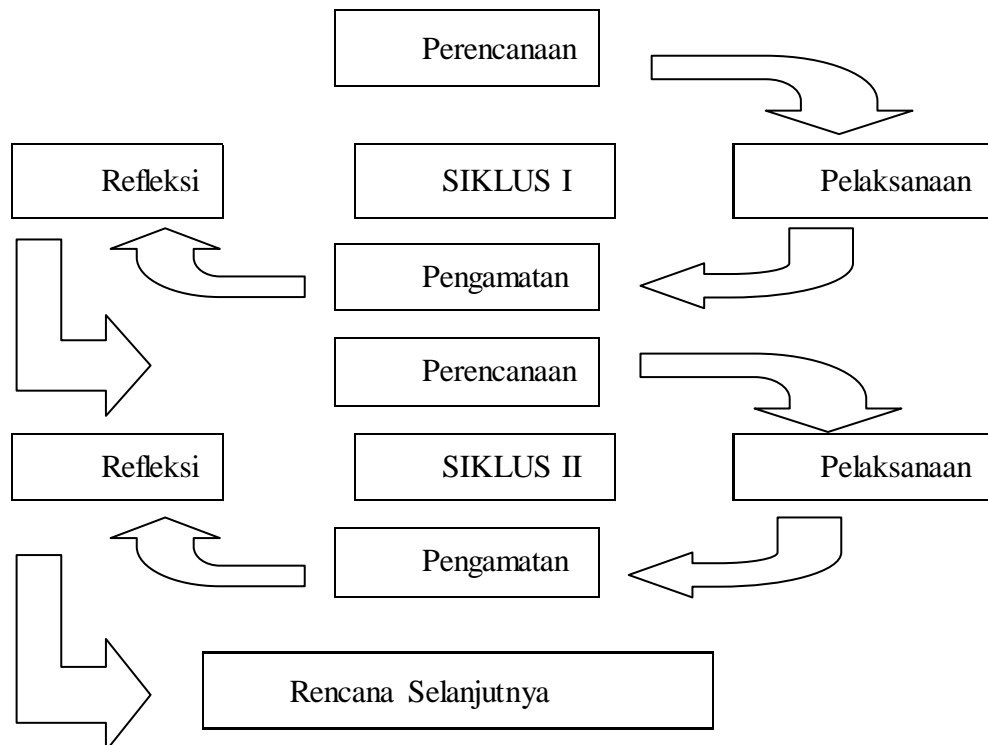 Perencanaan
Refleksi
SIKLUS I
Pelaksanaan
Pengamatan
Perencanaan
Refleksi
SIKLUS II
Pelaksanaan
Pengamatan
Rencana Selanjutnya